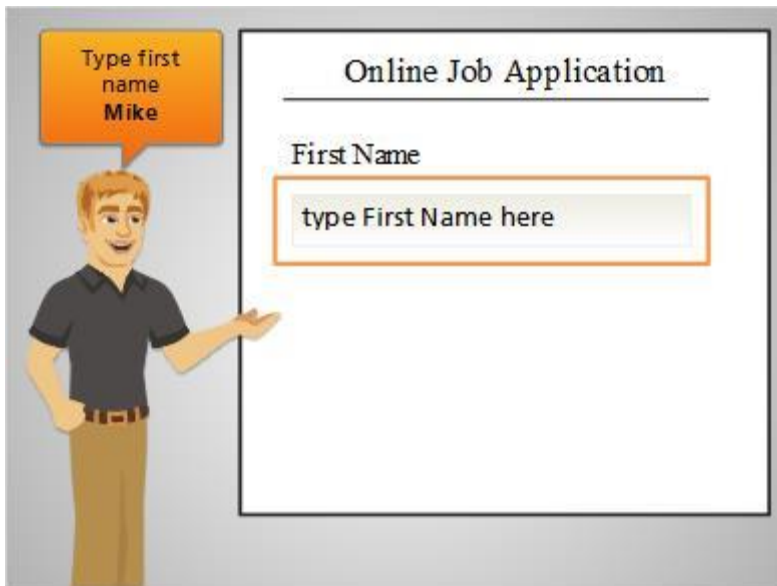 Type first
name
Mike
Online Job Application
First Name
type First Name here